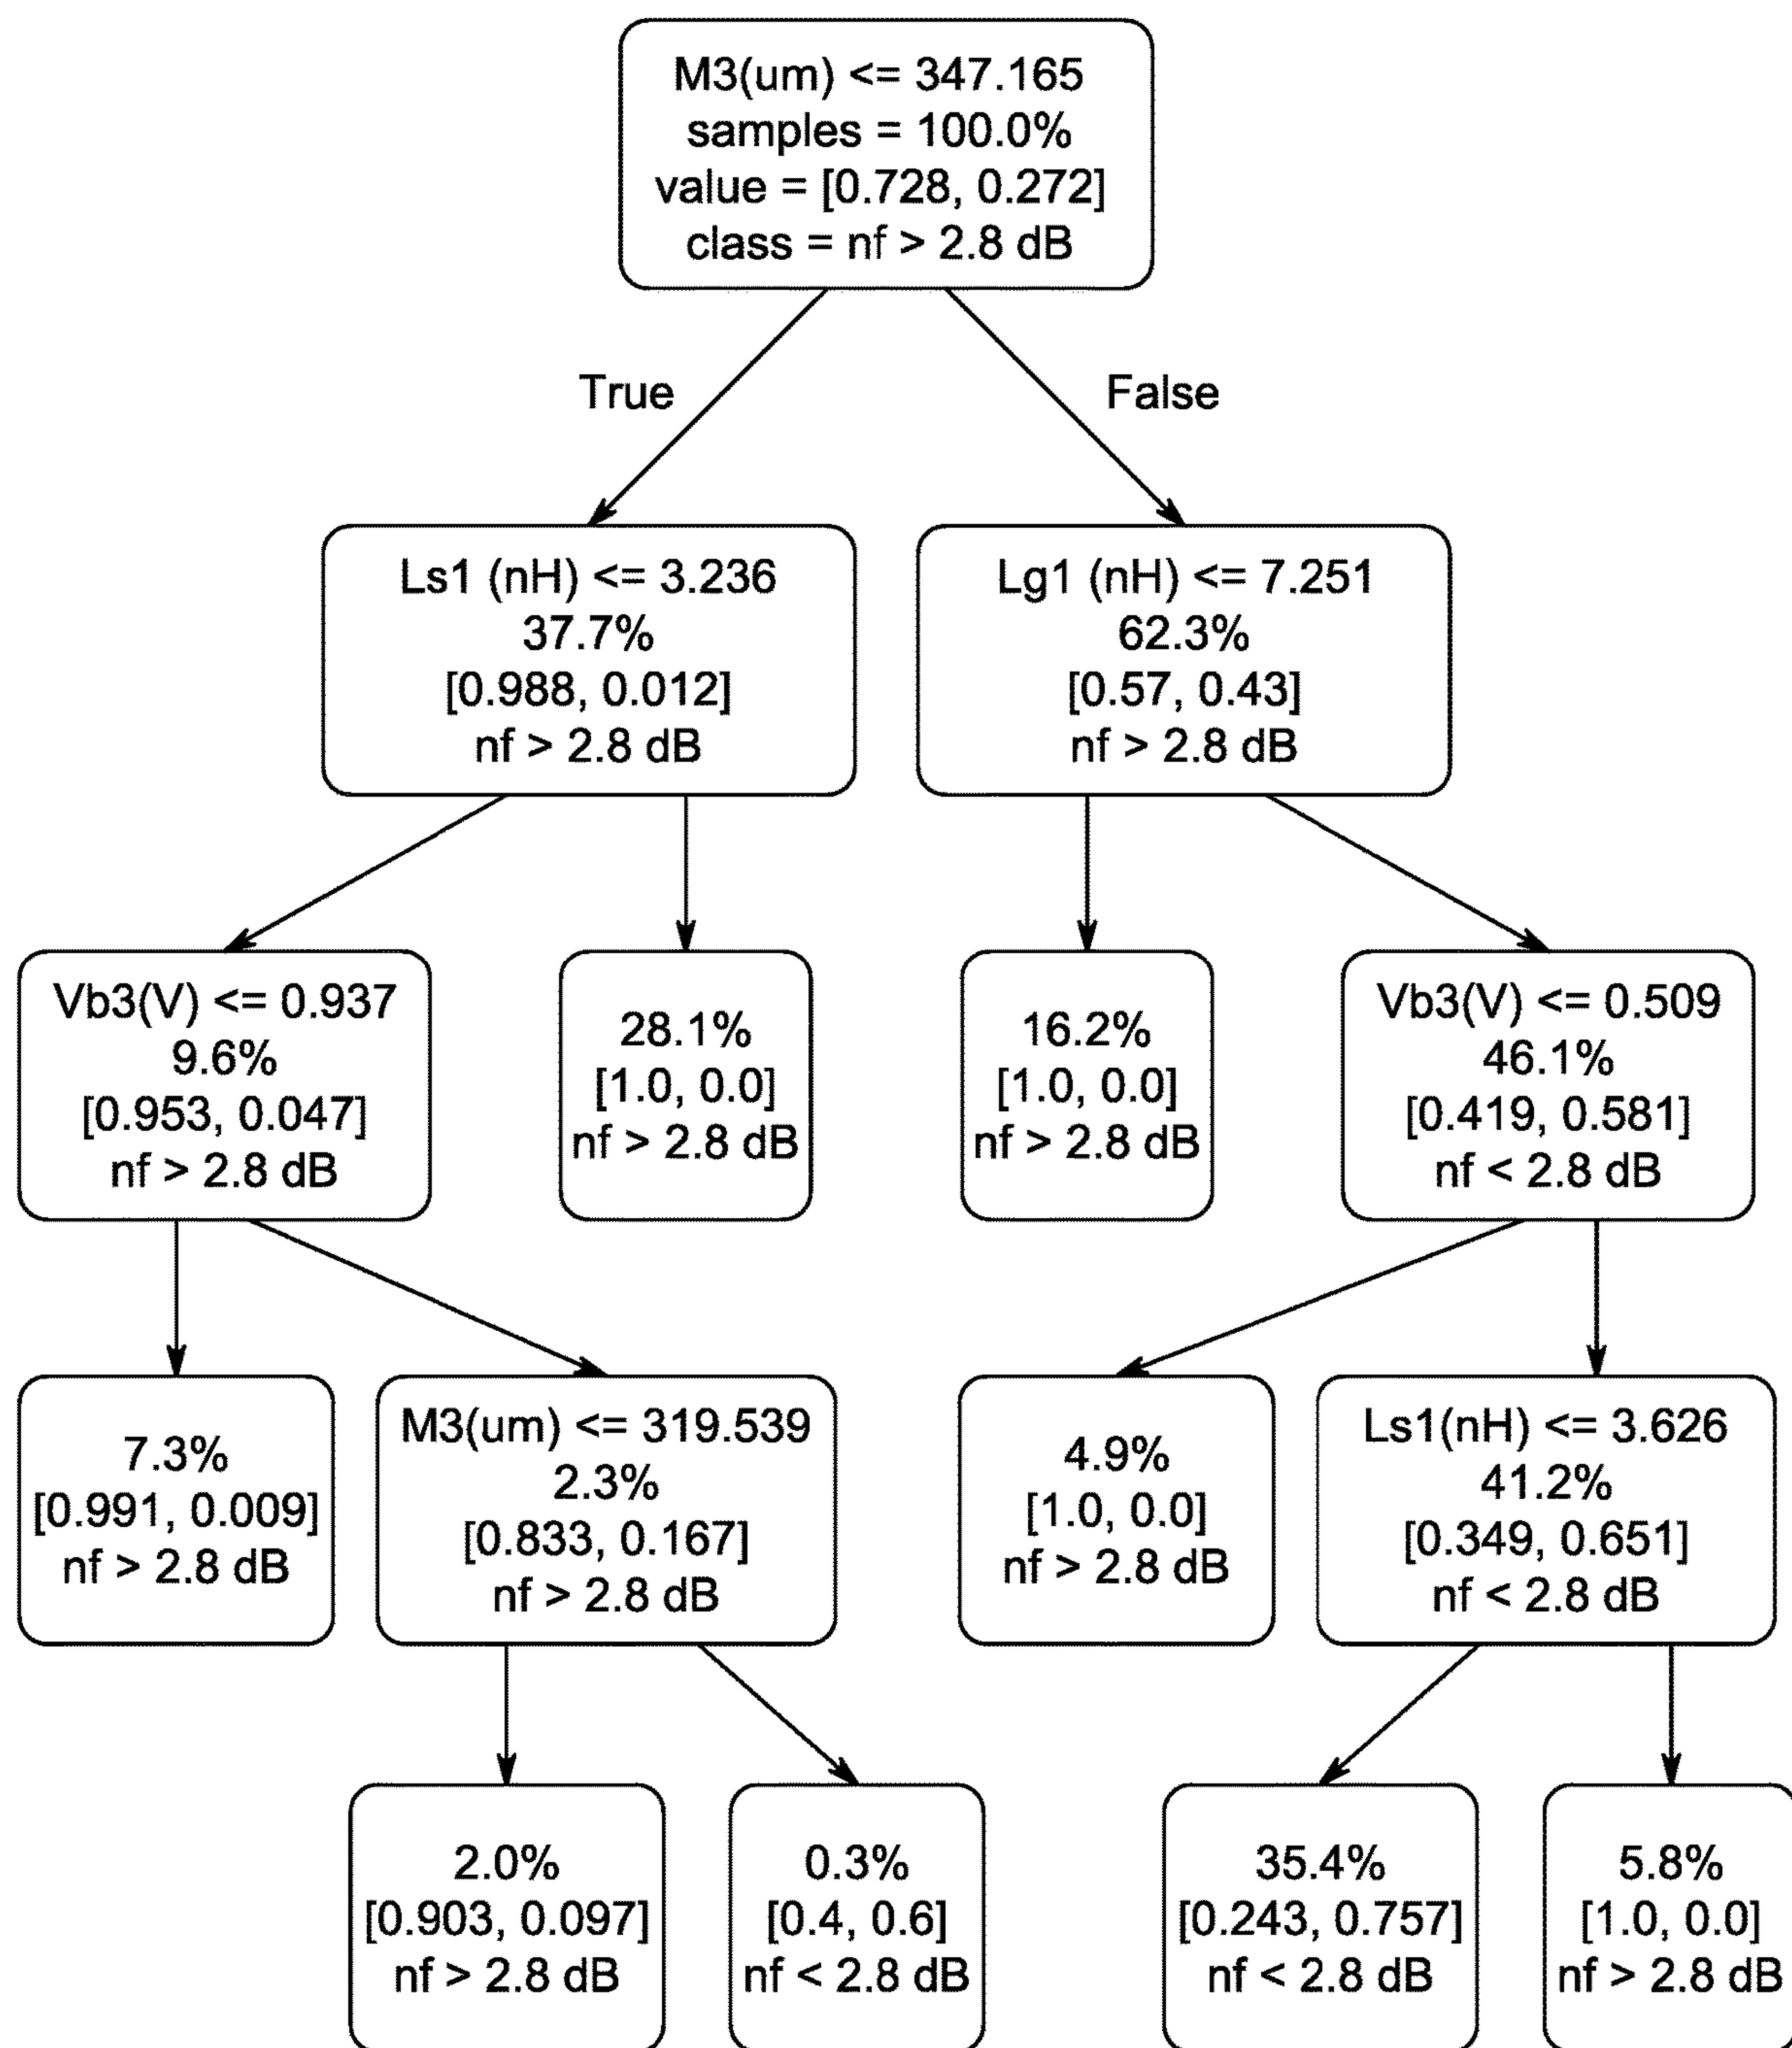 M3(um) <= 347.165
samples = 100.0%
value = [0.728, 0.272]
class = nf > 2.8 dB
True
False
Ls1 (nH) <= 3.236
37.7%
[0.988, 0.012]
nf > 2.8 dB
Lg1 (nH) <= 7.251
62.3%
[0.57, 0.43]
nf > 2.8 dB
Vb3(V) <= 0.937
9.6%
[0.953, 0.047]
nf > 2.8 dB
28.1%
[1.0, 0.0]
nf > 2.8 dB
16.2%
[1.0, 0.0]
nf > 2.8 dB
Vb3(V) <= 0.509
46.1%
[0.419, 0.581]
nf < 2.8 dB
7.3%
[0.991, 0.009]
nf > 2.8 dB
M3(um) <= 319.539
2.3%
[0.833, 0.167]
nf > 2.8 dB
4.9%
[1.0, 0.0]
nf > 2.8 dB
Ls1(nH) <= 3.626
41.2%
[0.349, 0.651]
nf < 2.8 dB
2.0%
[0.903, 0.097]
nf > 2.8 dB
0.3%
[0.4, 0.6]
nf < 2.8 dB
35.4%
[0.243, 0.757]
nf < 2.8 dB
5.8%
[1.0, 0.0]
nf > 2.8 dB